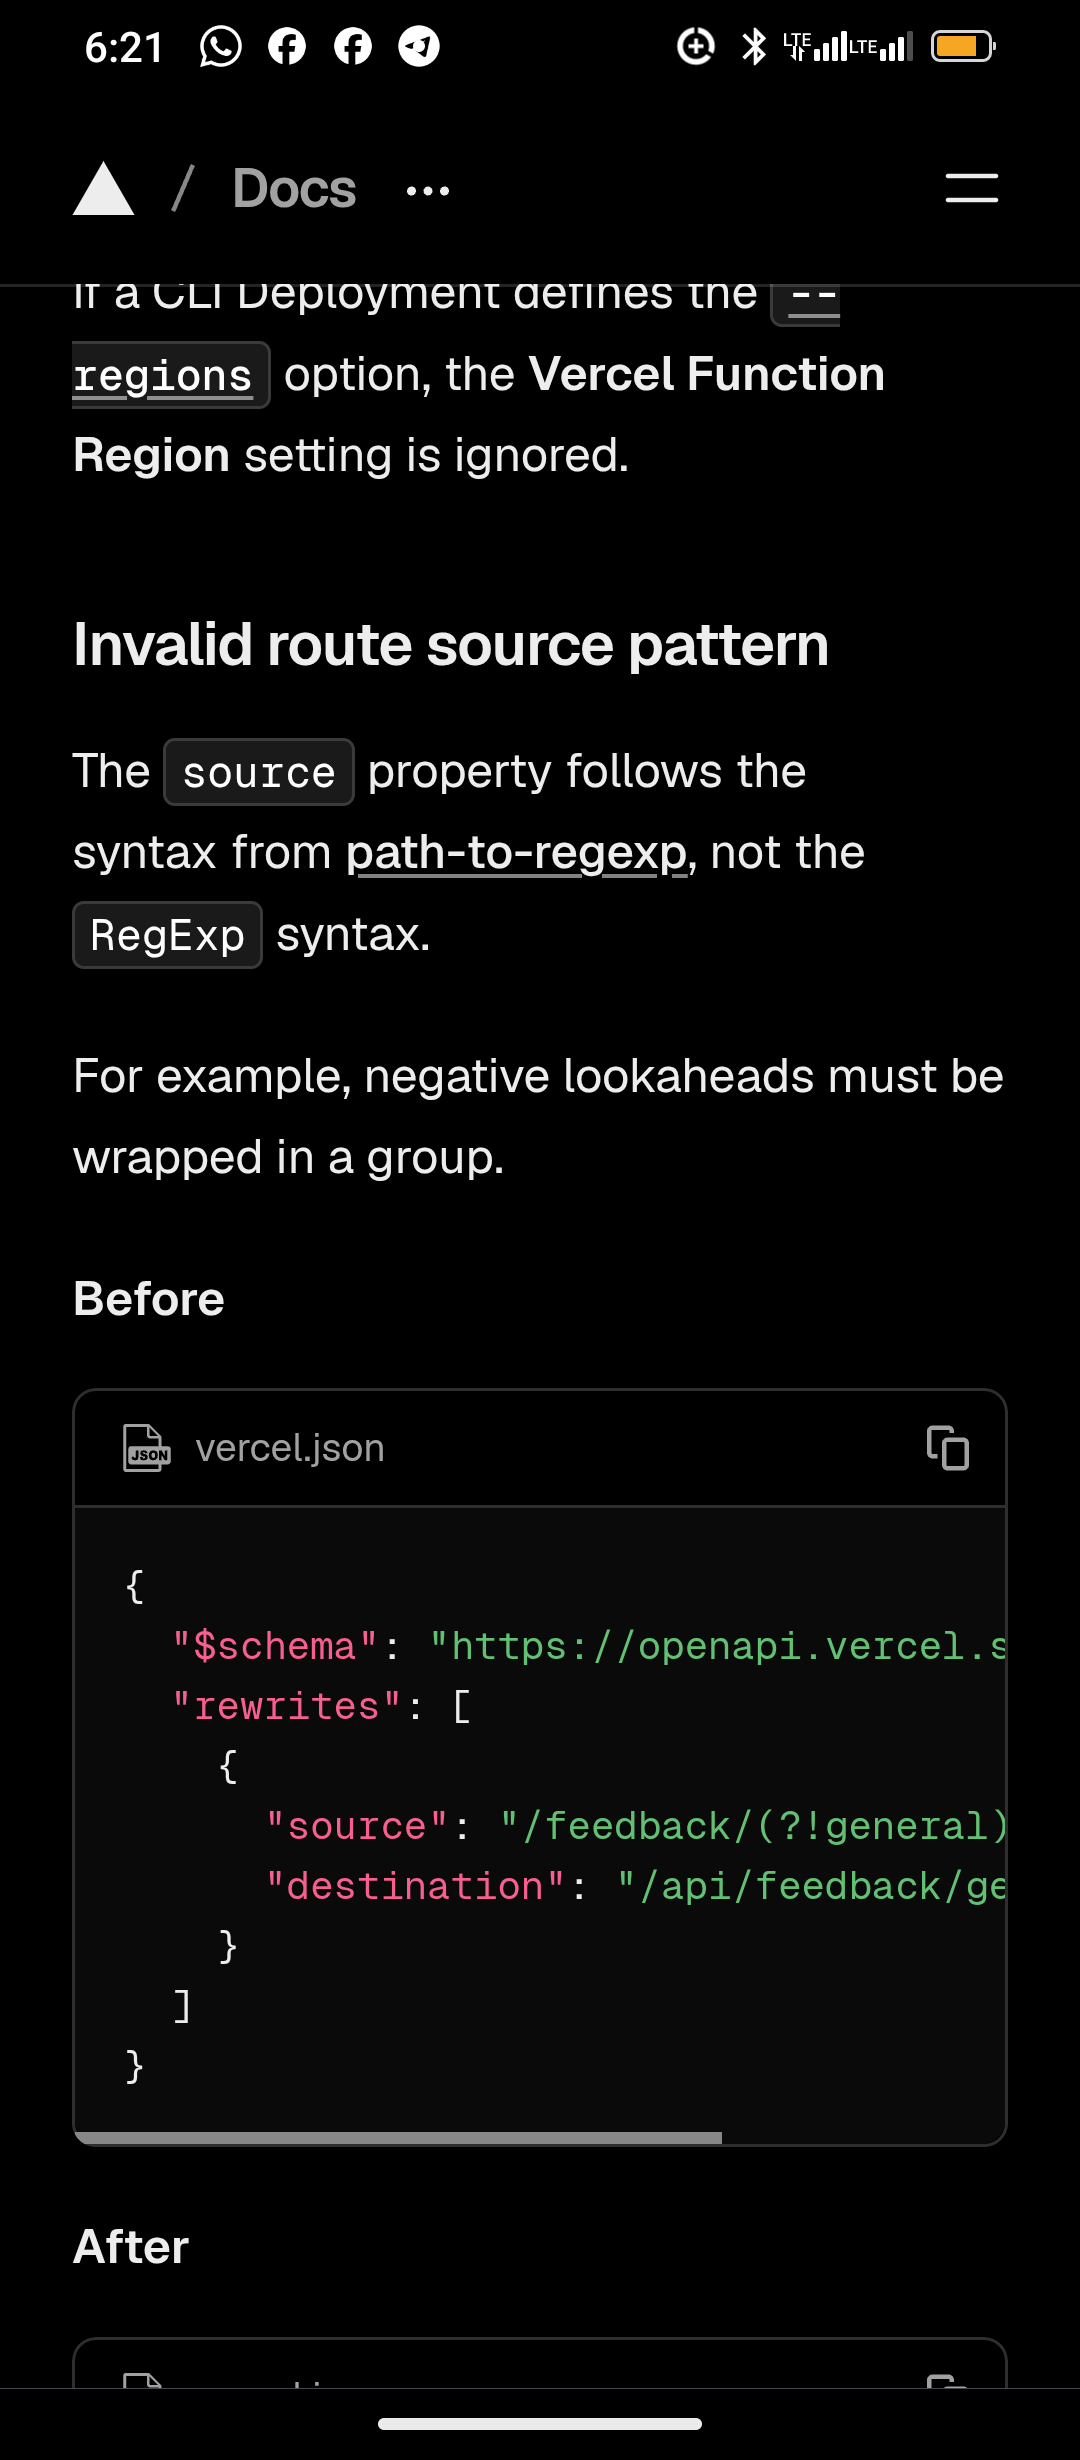 6:21 LTE LTE
/ Docs ...
If a CLI Deployment defines the --
regions option, the Vercel Function
Region setting is ignored.
Invalid route source pattern
The source property follows the
syntax from path-to-regexp, not the
RegExp syntax.
For example, negative lookaheads must be
wrapped in a group.
Before
JSON vercel.json
{
"$schema": "https://openapi.vercel.s
"rewrites": [
{
"source": "/feedback/(?!general)
"destination": "/api/feedback/ge
}
]
}
After